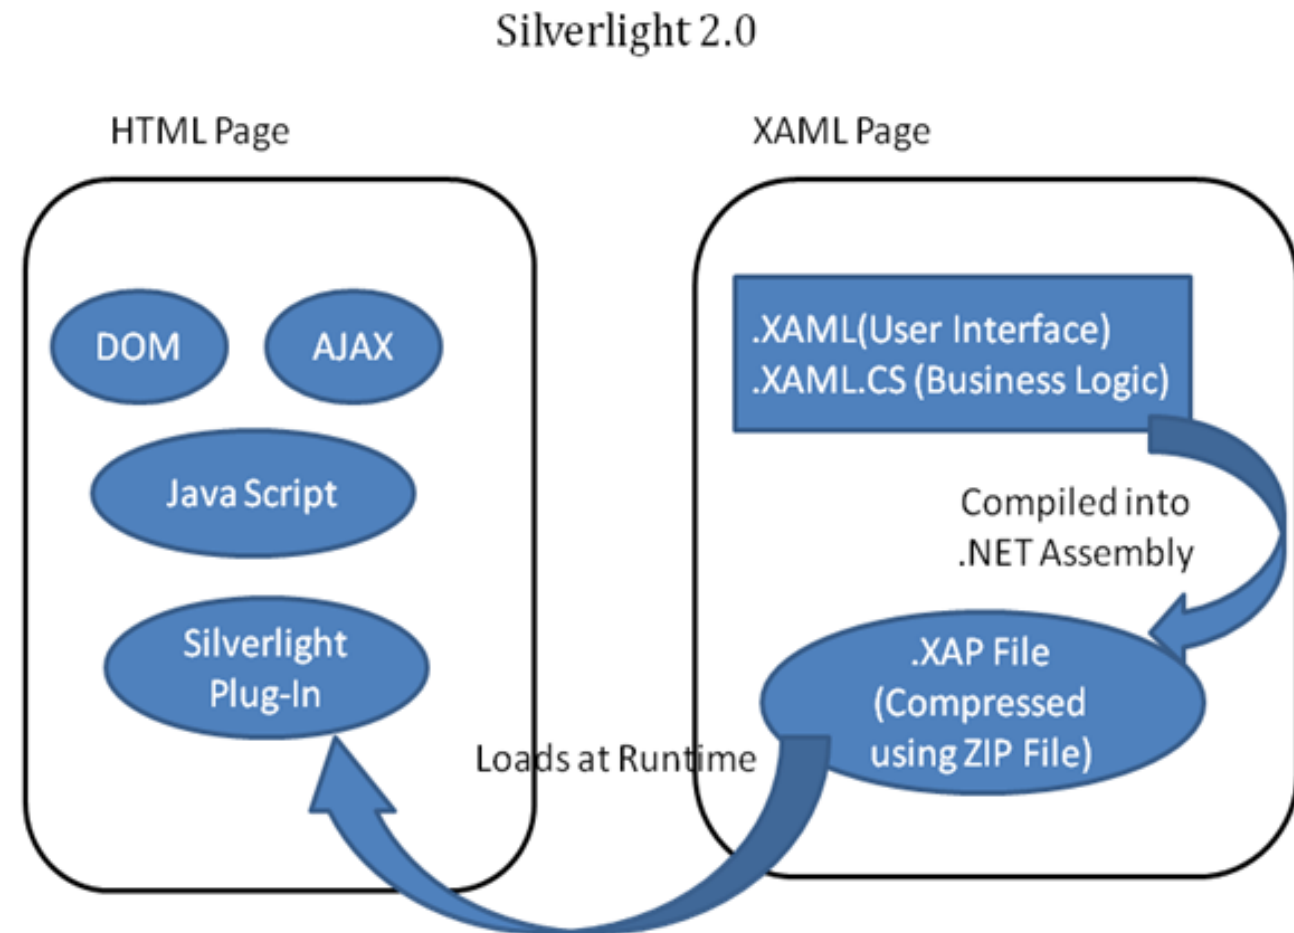 Silverlight 2.0
HTML Page
XAML Page
DOM
AJAX
Java Script
Silverlight
Plug-In
.XAML(User Interface)
.XAML.CS (Business Logic)
Compiled into
.NET Assembly
.XAP File
(Compressed
using ZIP File)
Loads at Runtime